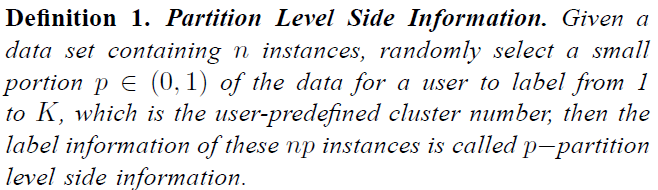 Definition 1. Partition Level Side Information. Given a
data set containing n instances, randomly select a small
portion p ∈ (0, 1) of the data for a user to label from 1
to K, which is the user-predefined cluster number, then the
label information of these np instances is called p−partition
level side information.